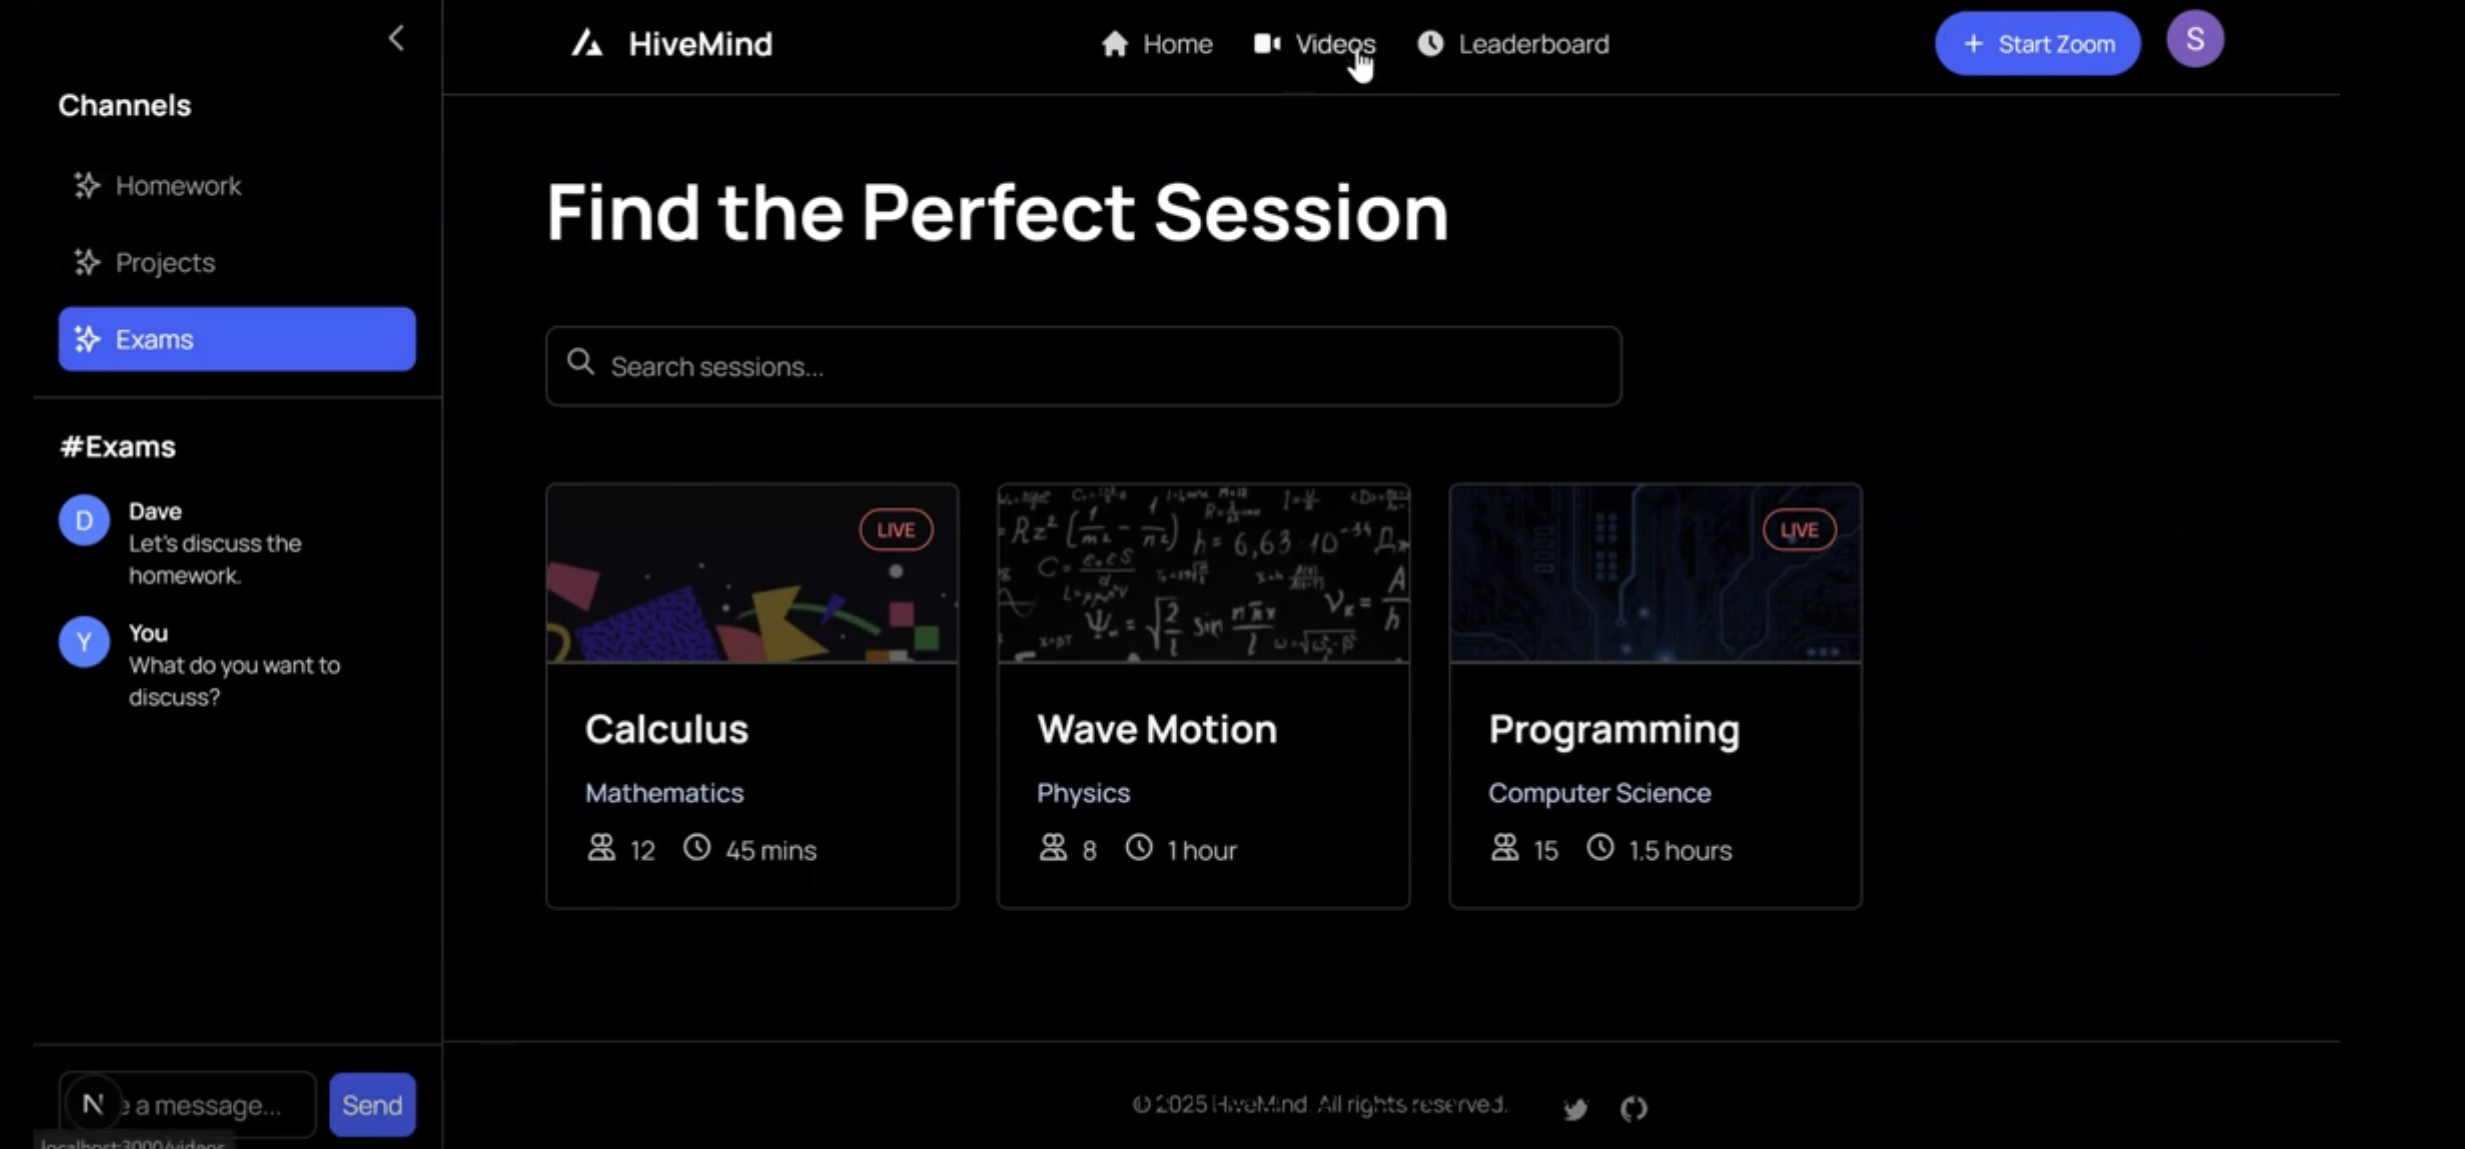 HiveMind
Home
Videos
Leaderboard
+ Start Zoom
S
Channels
Homework
Projects
Exams
#Exams
D
Dave
Let's discuss the
homework.
Y
You
What do you want to
discuss?
N
e a message...
Send
localhost:3000/videos
Find the Perfect Session
Search sessions...
LIVE
Calculus
Mathematics
12
45 mins
Wave Motion
Physics
8
1 hour
LIVE
Programming
Computer Science
15
1.5 hours
© 2025 HiveMind. All rights reserved.